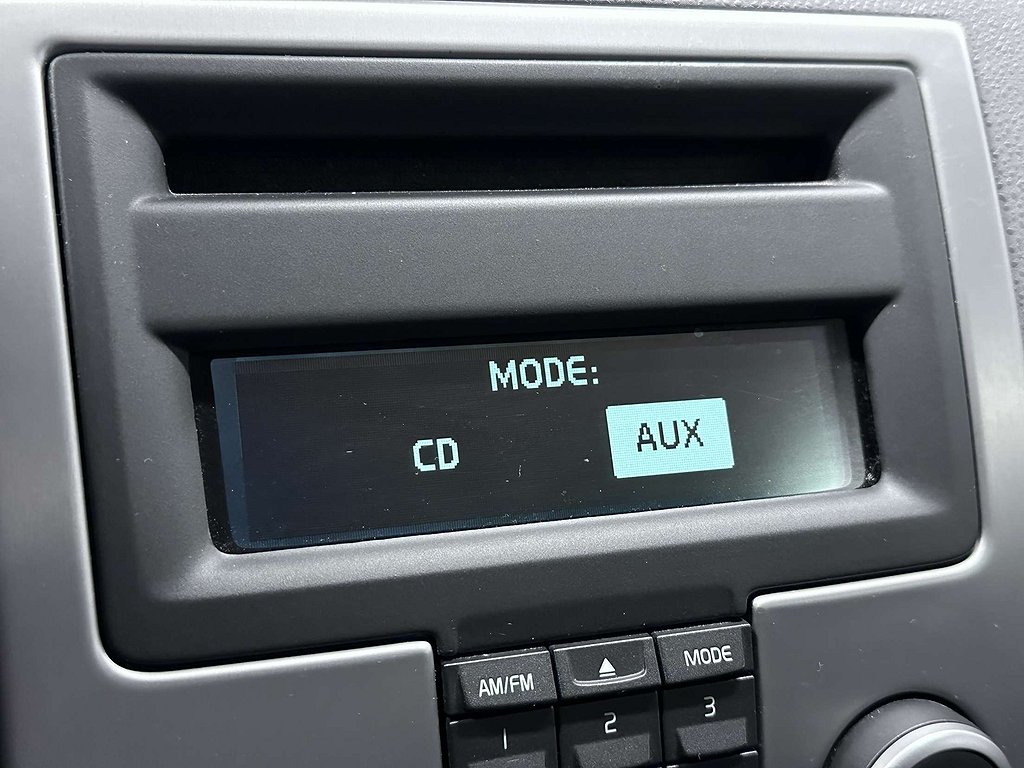 MODE:
CD AUX
AM/FM MODE
1 2 3